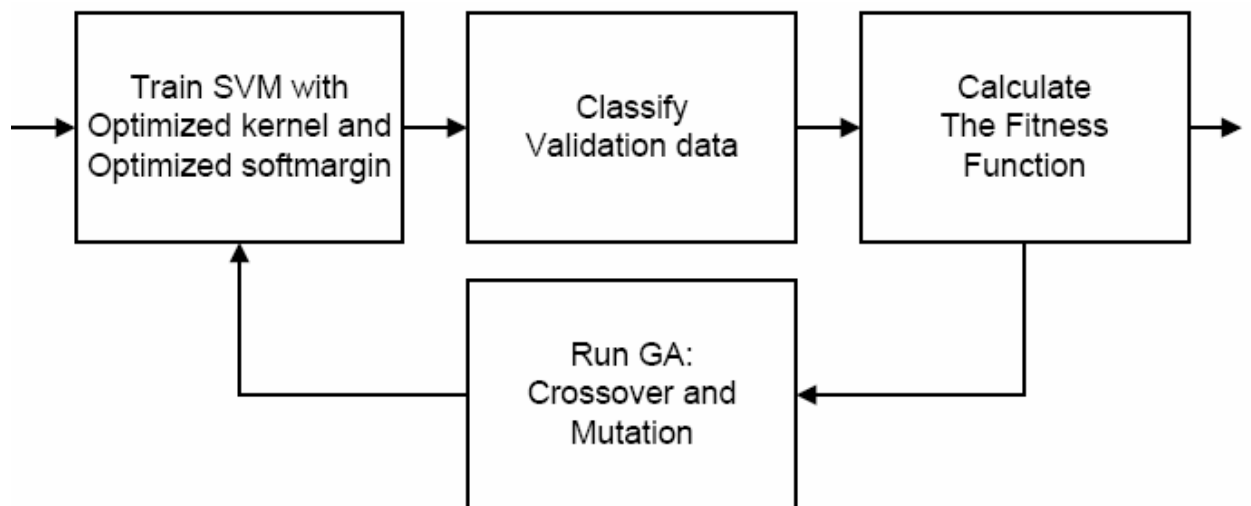 Train SVM with
Optimized kernel and
Optimized softmargin
Classify
Validation data
Calculate
The Fitness
Function
Run GA:
Crossover and
Mutation